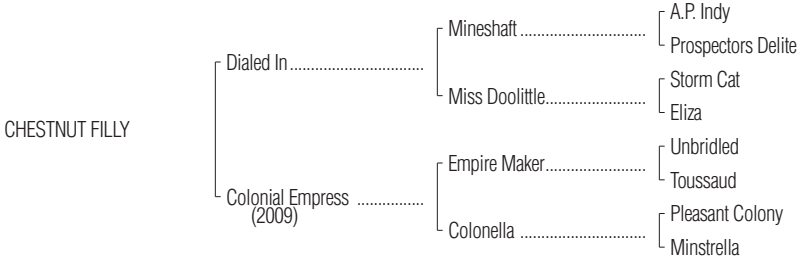 A.P. Indy
Mineshaft
Prospectors Delite
Dialed In
Storm Cat
Miss Doolittle
Eliza
CHESTNUT FILLY
Unbridled
Empire Maker
Toussaud
Colonial Empress
(2009)
Pleasant Colony
Colonella
Minstrella